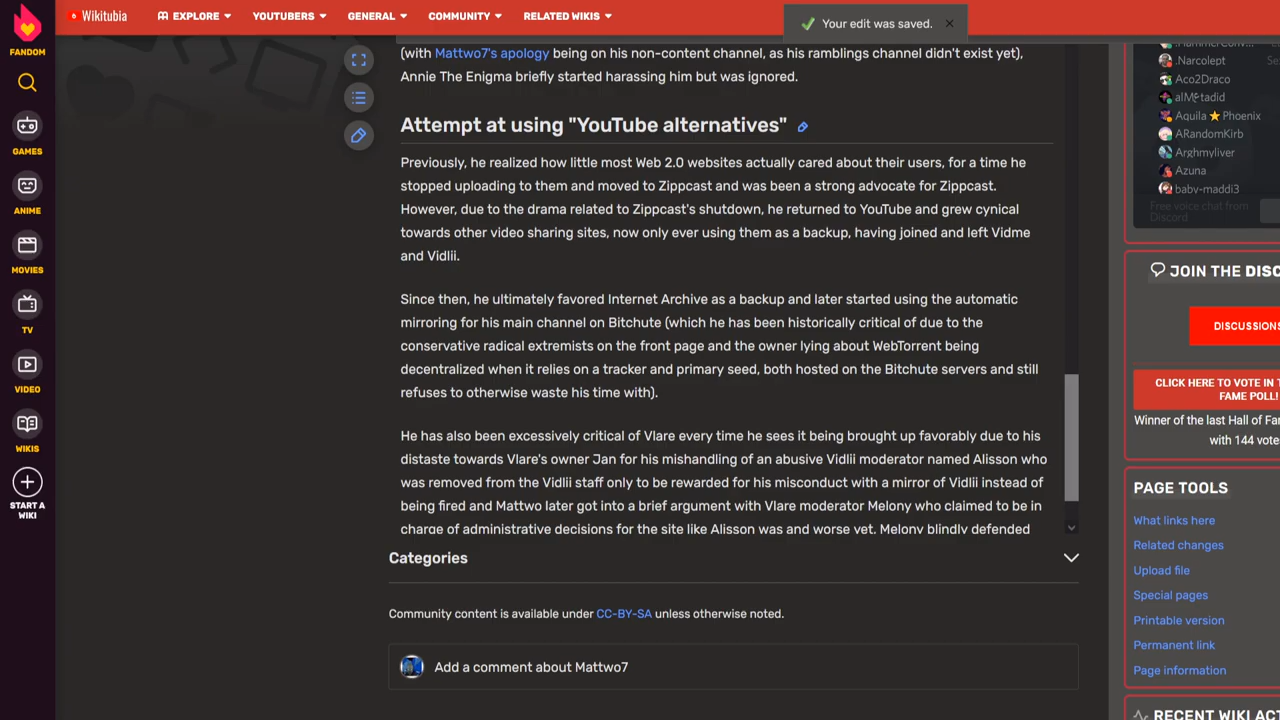 Wikitubia
EXPLORE
YOUTUBERS
GENERAL
COMMUNITY
RELATED WIKIS
Your edit was saved.
FANDOM
GAMES
ANIME
MOVIES
TV
VIDEO
WIKIS
START A
WIKI
(with Mattwo7's apology being on his non-content channel, as his ramblings channel didn't exist yet),
Annie The Enigma briefly started harassing him but was ignored.
Attempt at using "YouTube alternatives"
Previously, he realized how little most Web 2.0 websites actually cared about their users, for a time he
stopped uploading to them and moved to Zippcast and was been a strong advocate for Zippcast.
However, due to the drama related to Zippcast's shutdown, he returned to YouTube and grew cynical
towards other video sharing sites, now only ever using them as a backup, having joined and left Vidme
and Vidlii.
Since then, he ultimately favored Internet Archive as a backup and later started using the automatic
mirroring for his main channel on Bitchute (which he has been historically critical of due to the
conservative radical extremists on the front page and the owner lying about WebTorrent being
decentralized when it relies on a tracker and primary seed, both hosted on the Bitchute servers and still
refuses to otherwise waste his time with).
He has also been excessively critical of Vlare every time he sees it being brought up favorably due to his
distaste towards Vlare's owner Jan for his mishandling of an abusive Vidlii moderator named Alisson who
was removed from the Vidlii staff only to be rewarded for his misconduct with a mirror of Vidlii instead of
being fired and Mattwo later got into a brief argument with Vlare moderator Melony who claimed to be in
charge of administrative decisions for the site like Alisson was and worse yet, Melony blindly defended
Categories
Community content is available under CC-BY-SA unless otherwise noted.
Add a comment about Mattwo7
.Narcolept
Aco2Draco
Aquila ⭐ Phoenix
ARandomKirb
Arghmyliver
Azuna
baby-maddi3
Free voice chat from
Discord
JOIN THE DISC
DISCUSSIONS
CLICK HERE TO VOTE IN T
FAME POLL!
Winner of the last Hall of Fam
with 144 vote
PAGE TOOLS
What links here
Related changes
Upload file
Special pages
Printable version
Permanent link
Page information
RECENT WIKI ACT